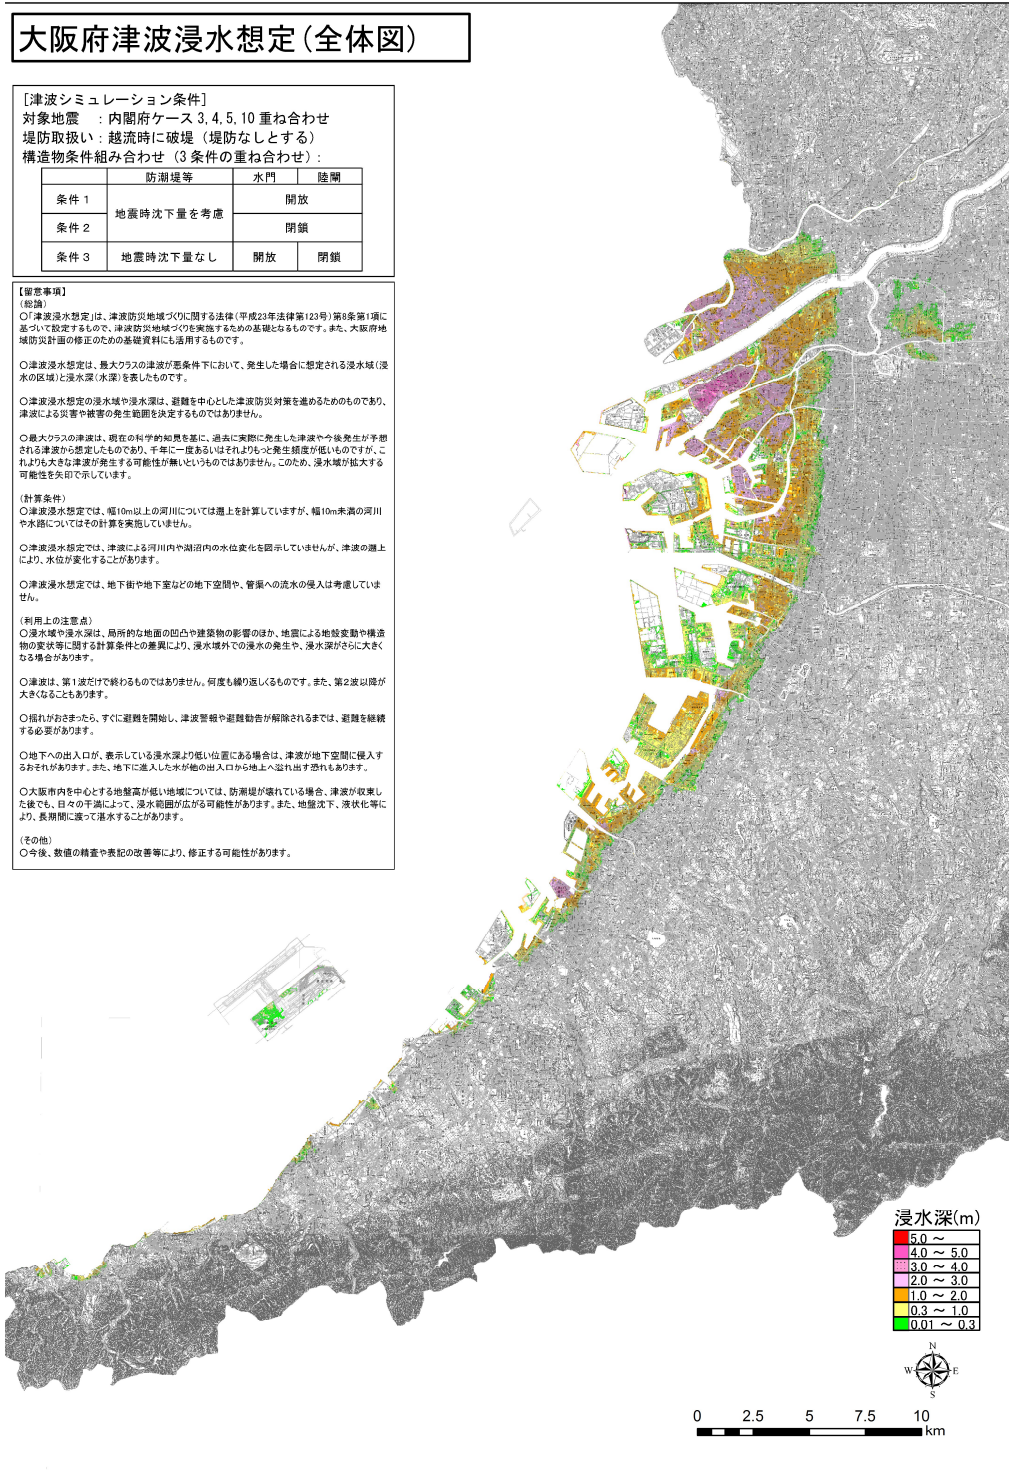 大阪府津波浸水想定(全体図)
[津波シミュレーション条件]
対象地震　：内閣府ケース 3,4,5,10 重ね合わせ
堤防取扱い：越流時に破堤（堤防なしとする）
構造物条件組み合わせ（3 条件の重ね合わせ）：
防潮堤等 水門 陸閘
条件１ 地震時沈下量を考慮 開放
条件２ 閉鎖
条件３ 地震時沈下量なし 開放 閉鎖
【留意事項】
（総論）
○「津波浸水想定」は、津波防災地域づくりに関する法律（平成23年法律第123号）第8条第1項に
基づいて設定するもので、津波防災地域づくりを実施するための基礎となるものです。また、大阪府地
域防災計画の修正のための基礎資料にも活用するものです。
○津波浸水想定は、最大クラスの津波が悪条件下において、発生した場合に想定される浸水域（浸
水の区域）と浸水深（水深）を表したものです。
○津波浸水想定の浸水域や浸水深は、避難を中心とした津波防災対策を進めるためのものであり、
津波による災害や被害の発生範囲を決定するものではありません。
○最大クラスの津波は、現在の科学的知見を基に、過去に実際に発生した津波や今後発生が予想
される津波から想定したものであり、千年に一度あるいはそれよりもっと発生頻度が低いものですが、こ
れよりも大きな津波が発生する可能性が無いというものではありません。このため、浸水域が拡大する
可能性を矢印で示しています。
（計算条件）
○津波浸水想定では、幅10m以上の河川については遡上を計算していますが、幅10m未満の河川
や水路についてはその計算を実施していません。
○津波浸水想定では、津波による河川内や湖沼内の水位変化を図示していませんが、津波の遡上
により、水位が変化することがあります。
○津波浸水想定では、地下街や地下室などの地下空間や、管渠への流水の侵入は考慮していま
せん。
（利用上の注意点）
○浸水域や浸水深は、局所的な地面の凹凸や建築物の影響のほか、地震による地殻変動や構造
物の変状等に関する計算条件との差異により、浸水域外での浸水の発生や、浸水深がさらに大きく
なる場合があります。
○津波は、第１波だけで終わるものではありません。何度も繰り返しくるものです。また、第２波以降が
大きくなることもあります。
○揺れがおさまったら、すぐに避難を開始し、津波警報や避難勧告が解除されるまでは、避難を継続
する必要があります。
○地下への出入口が、表示している浸水深より低い位置にある場合は、津波が地下空間に侵入す
るおそれがあります。また、地下に進入した水が他の出入口から地上へ溢れ出す恐れもあります。
○大阪市内を中心とする地盤高が低い地域については、防潮堤が壊れている場合、津波が収束し
た後でも、日々の干満によって、浸水範囲が広がる可能性があります。また、地盤沈下、液状化等に
より、長期間に渡って湛水することがあります。
（その他）
○今後、数値の精査や表記の改善等により、修正する可能性があります。
浸水深(m)
5.0 ～
4.0 ～ 5.0
3.0 ～ 4.0
2.0 ～ 3.0
1.0 ～ 2.0
0.3 ～ 1.0
0.01 ～ 0.3
N
W E
S
0 2.5 5 7.5 10
km